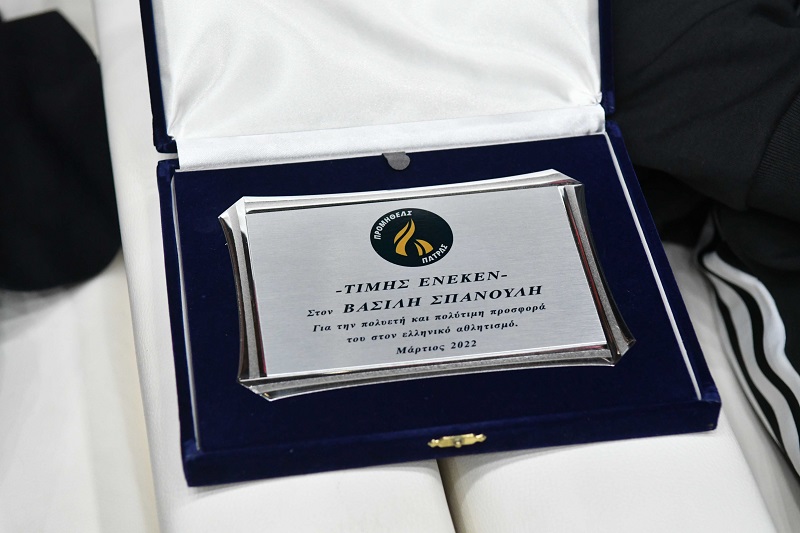 ΠΡΟΜΗΘΕΑΣ
ΠΑΤΡΑΣ
-ΤΙΜΗΣ ΕΝΕΚΕΝ-
Στον ΒΑΣΙΛΗ ΣΠΑΝΟΥΛΗ
Για την πολυετή και πολύτιμη προσφορά
του στον ελληνικό αθλητισμό.
Μάρτιος 2022